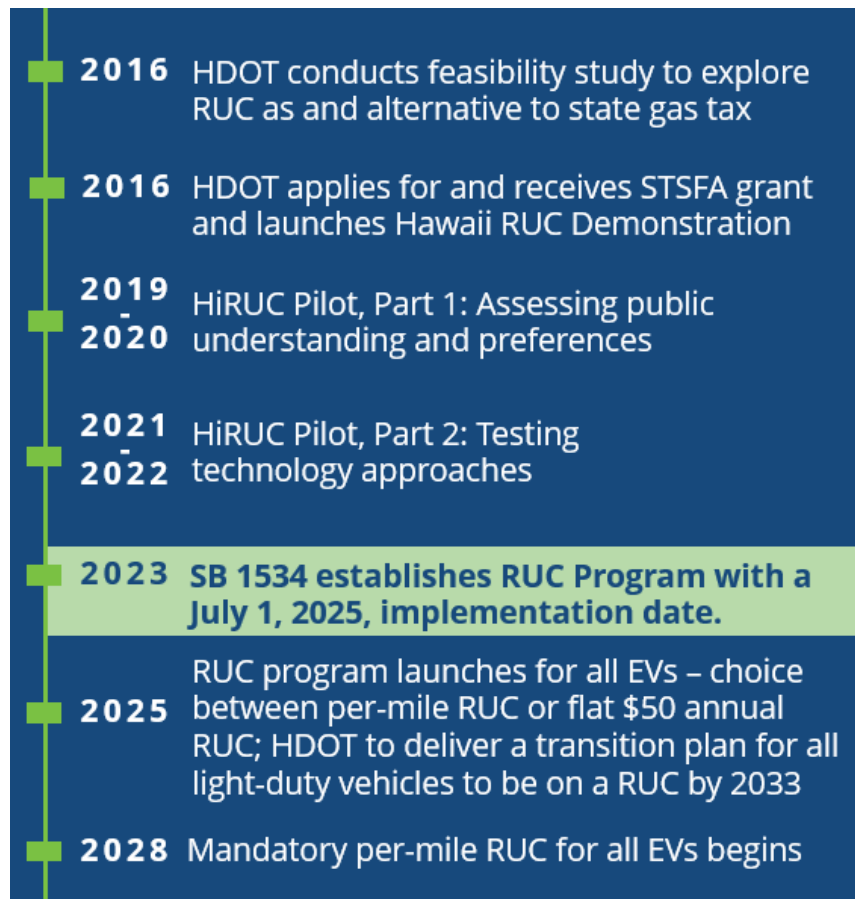 2016 HDOT conducts feasibility study to explore
RUC as and alternative to state gas tax
2016 HDOT applies for and receives STSFA grant
and launches Hawaii RUC Demonstration
2019
-
2020
HiRUC Pilot, Part 1: Assessing public
understanding and preferences
2021
-
2022
HiRUC Pilot, Part 2: Testing
technology approaches
2023 SB 1534 establishes RUC Program with a
July 1, 2025, implementation date.
2025
RUC program launches for all EVs – choice
between per-mile RUC or flat $50 annual
RUC; HDOT to deliver a transition plan for all
light-duty vehicles to be on a RUC by 2033
2028 Mandatory per-mile RUC for all EVs begins